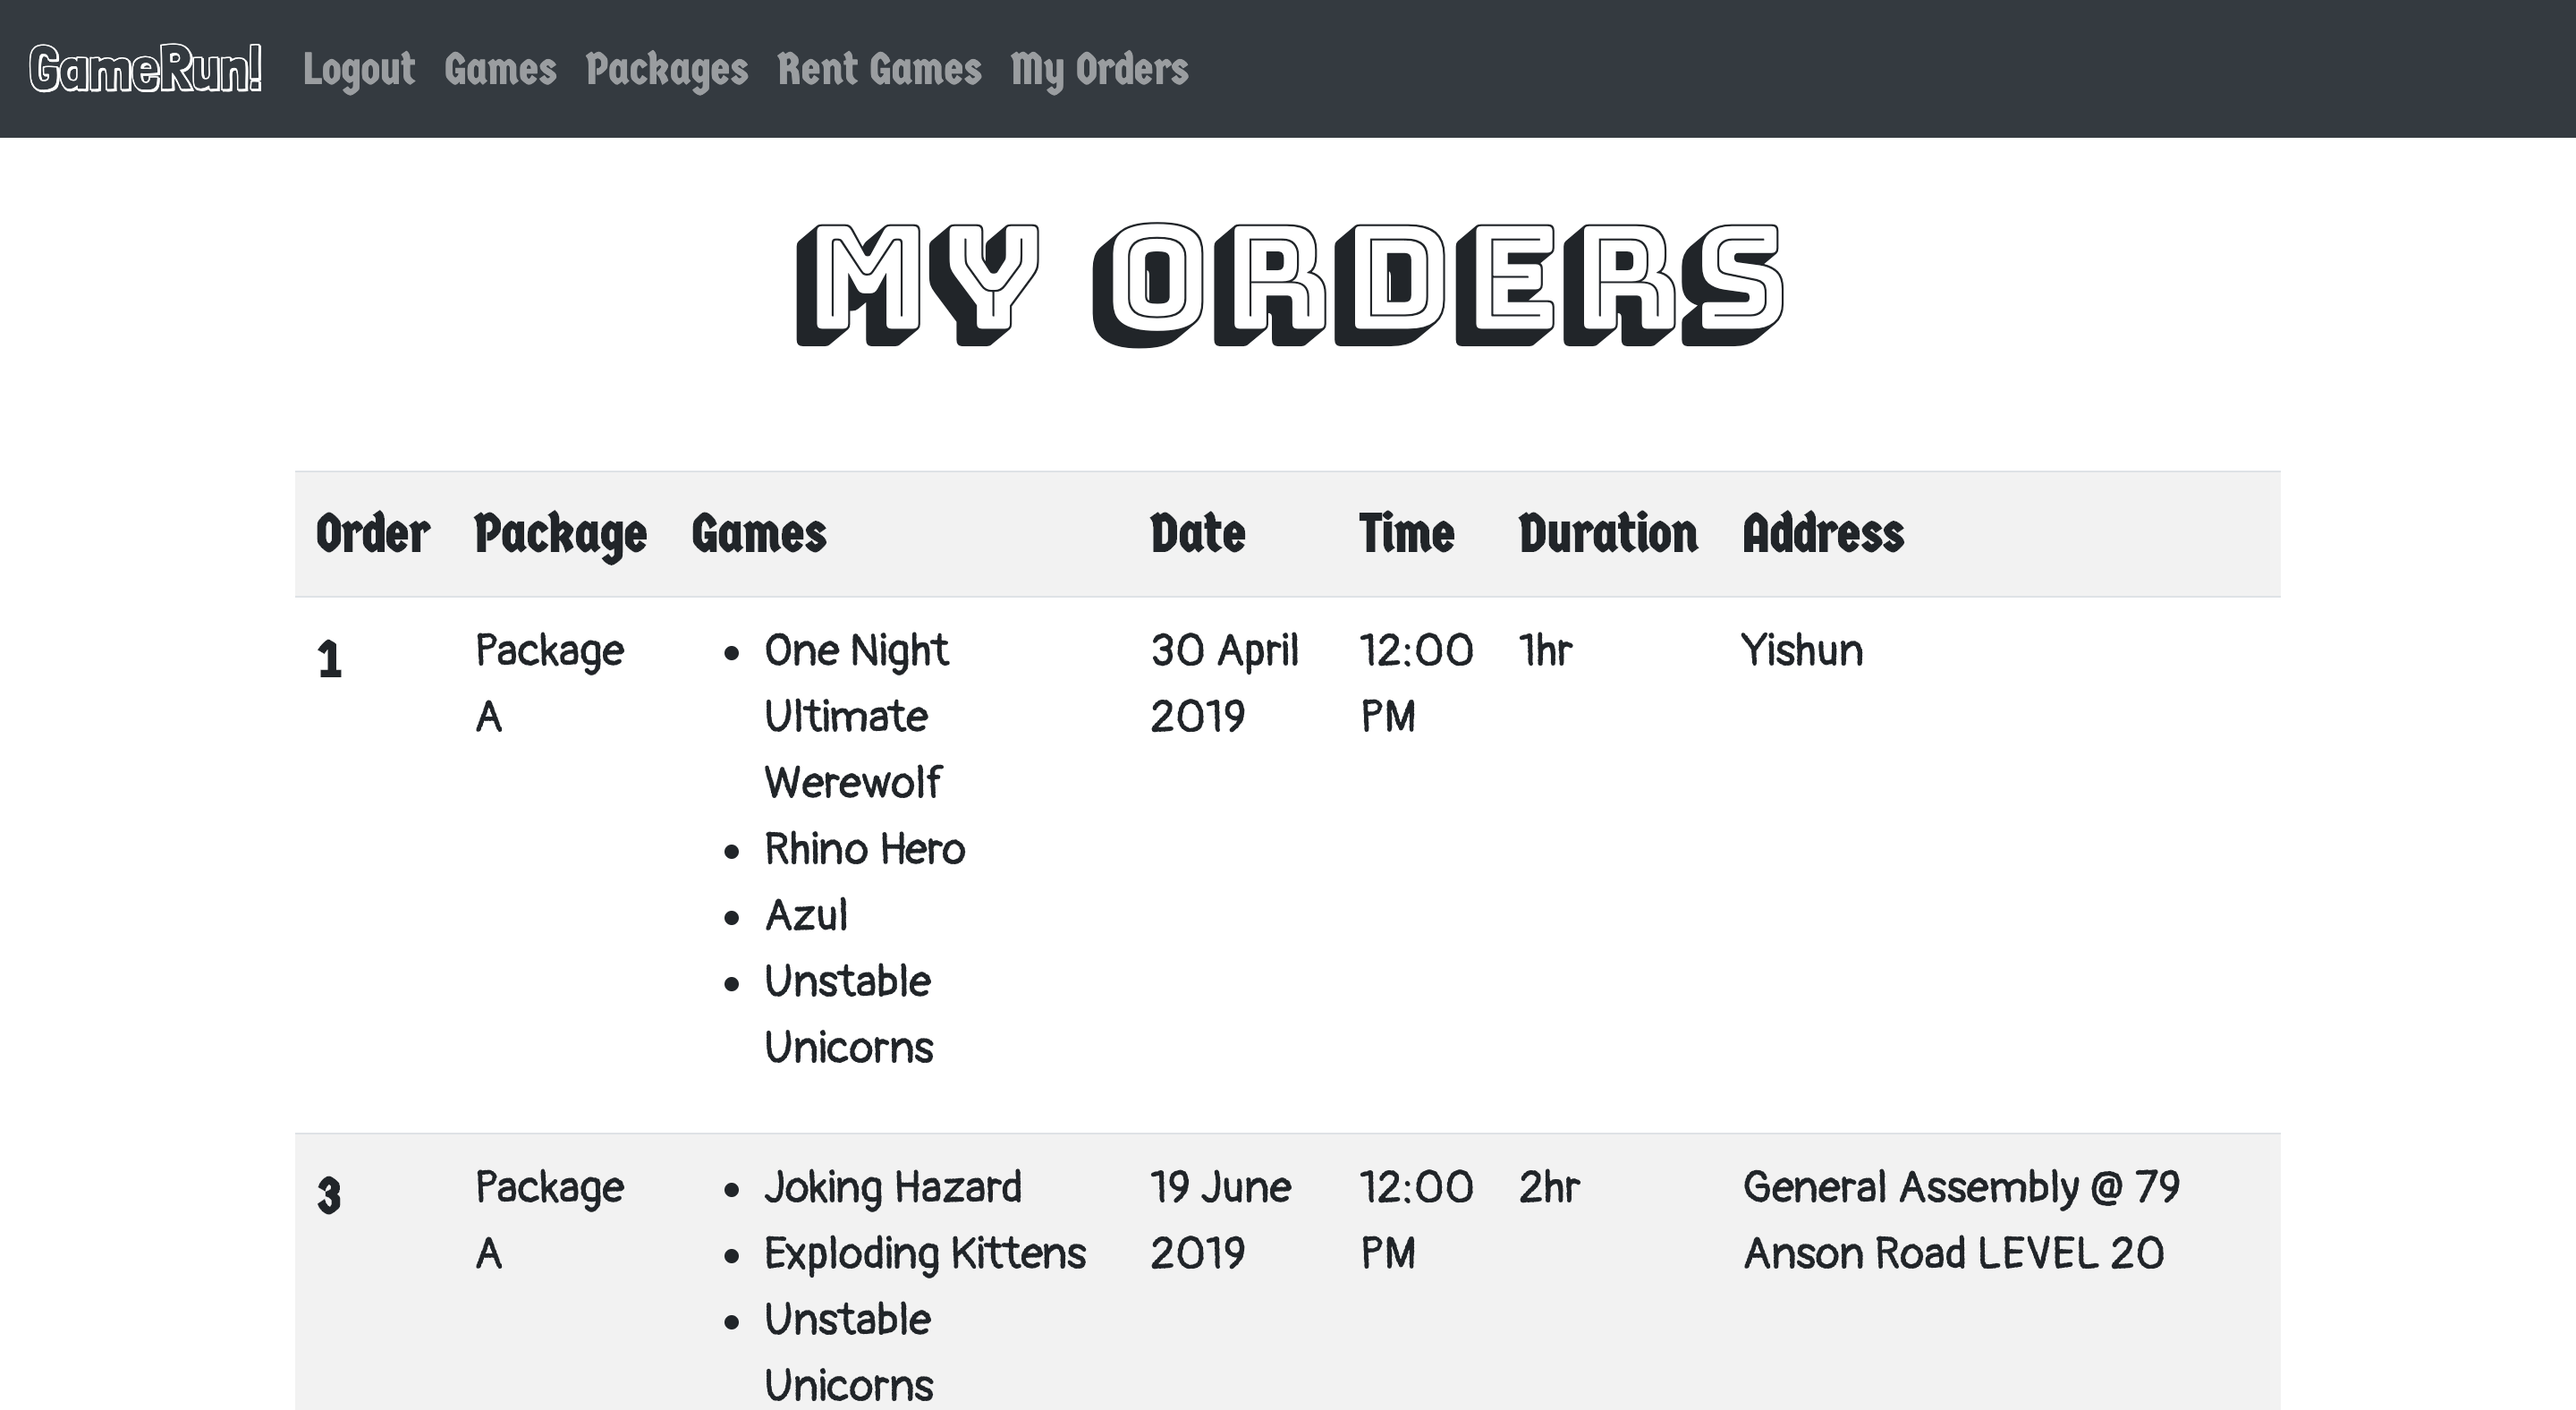 GameRun! Logout Games Packages Rent Games My Orders
MY ORDERS
Order Package Games Date Time Duration Address
1 Package • One Night 30 April 12:00 1hr Yishun
A Ultimate 2019 PM
Werewolf
• Rhino Hero
• Azul
• Unstable
Unicorns
3 Package • Joking Hazard 19 June 12:00 2hr General Assembly @ 79
A • Exploding Kittens 2019 PM Anson Road LEVEL 20
• Unstable
Unicorns